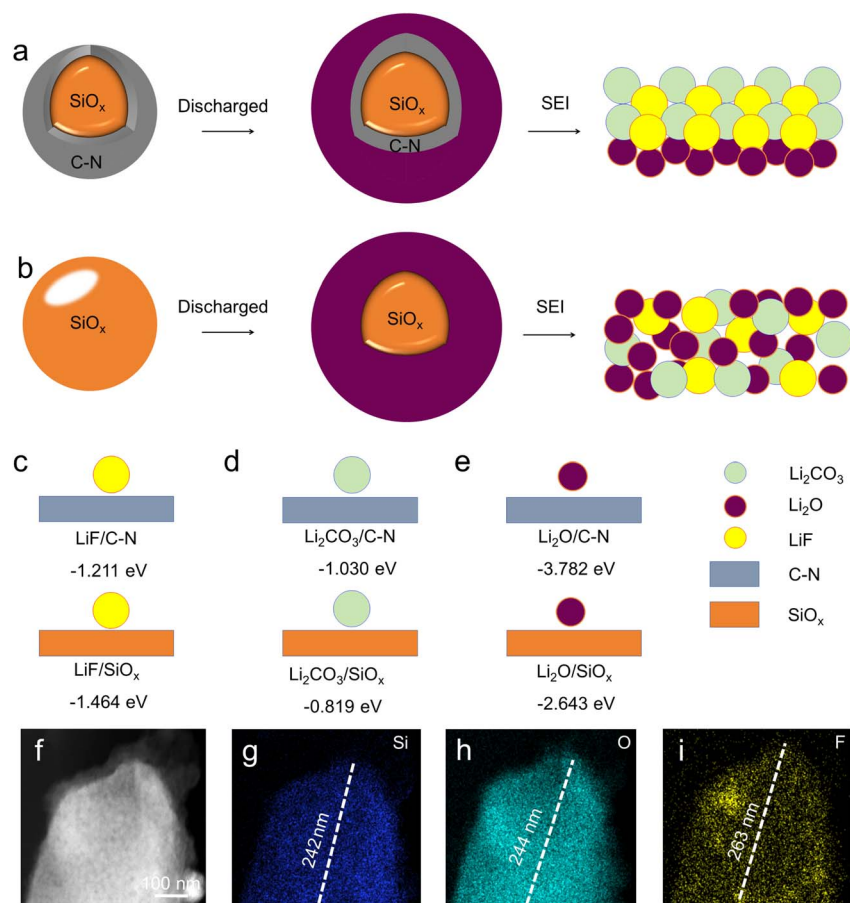 a
SiOₓ
C-N
Discharged
SiOₓ
C-N
SEI
b
SiOₓ
Discharged
SiOₓ
SEI
c
LiF/C-N
-1.211 eV
LiF/SiOₓ
-1.464 eV
d
Li₂CO₃/C-N
-1.030 eV
Li₂CO₃/SiOₓ
-0.819 eV
e
Li₂O/C-N
-3.782 eV
Li₂O/SiOₓ
-2.643 eV
Li₂CO₃
Li₂O
LiF
C-N
SiOₓ
f
100 nm
g
Si
242 nm
h
O
244 nm
i
F
263 nm